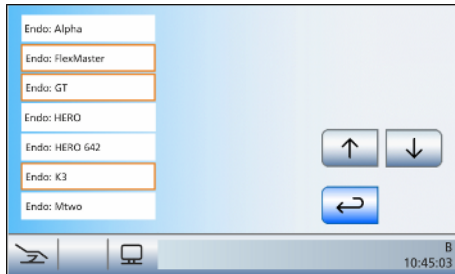 Endo: Alpha
Endo: FlexMaster
Endo: GT
Endo: HERO
Endo: HERO 642
Endo: K3
Endo: Mtwo
B
10:45:03